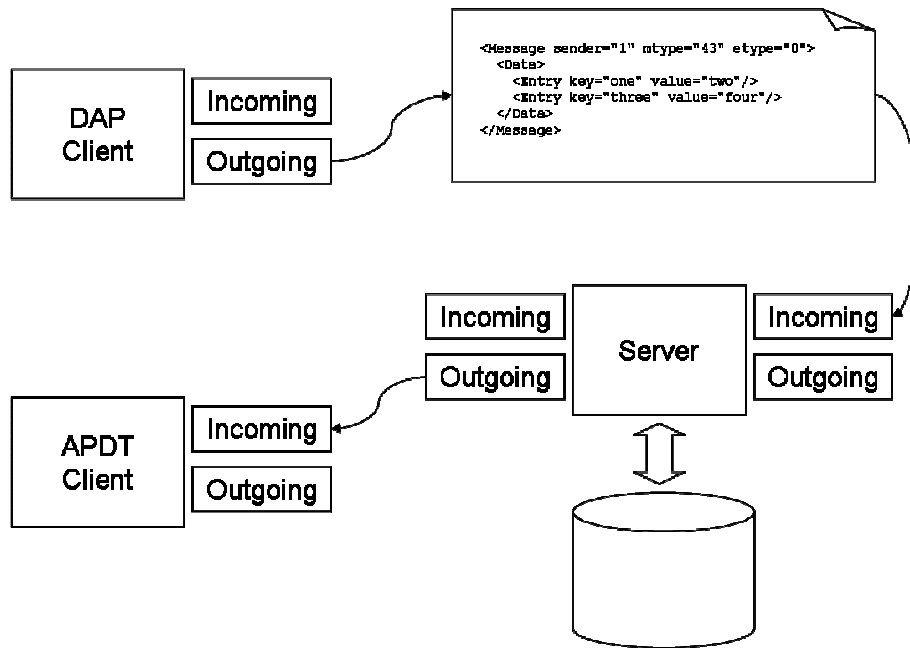 <Message sender="1" mtype="43" etype="0">
<Data>
<Entry key="one" value="two"/>
<Entry key="three" value="four"/>
</Data>
</Message>
DAP
Client
Incoming
Outgoing
Incoming
Outgoing
Server
Incoming
Outgoing
APDT
Client
Incoming
Outgoing